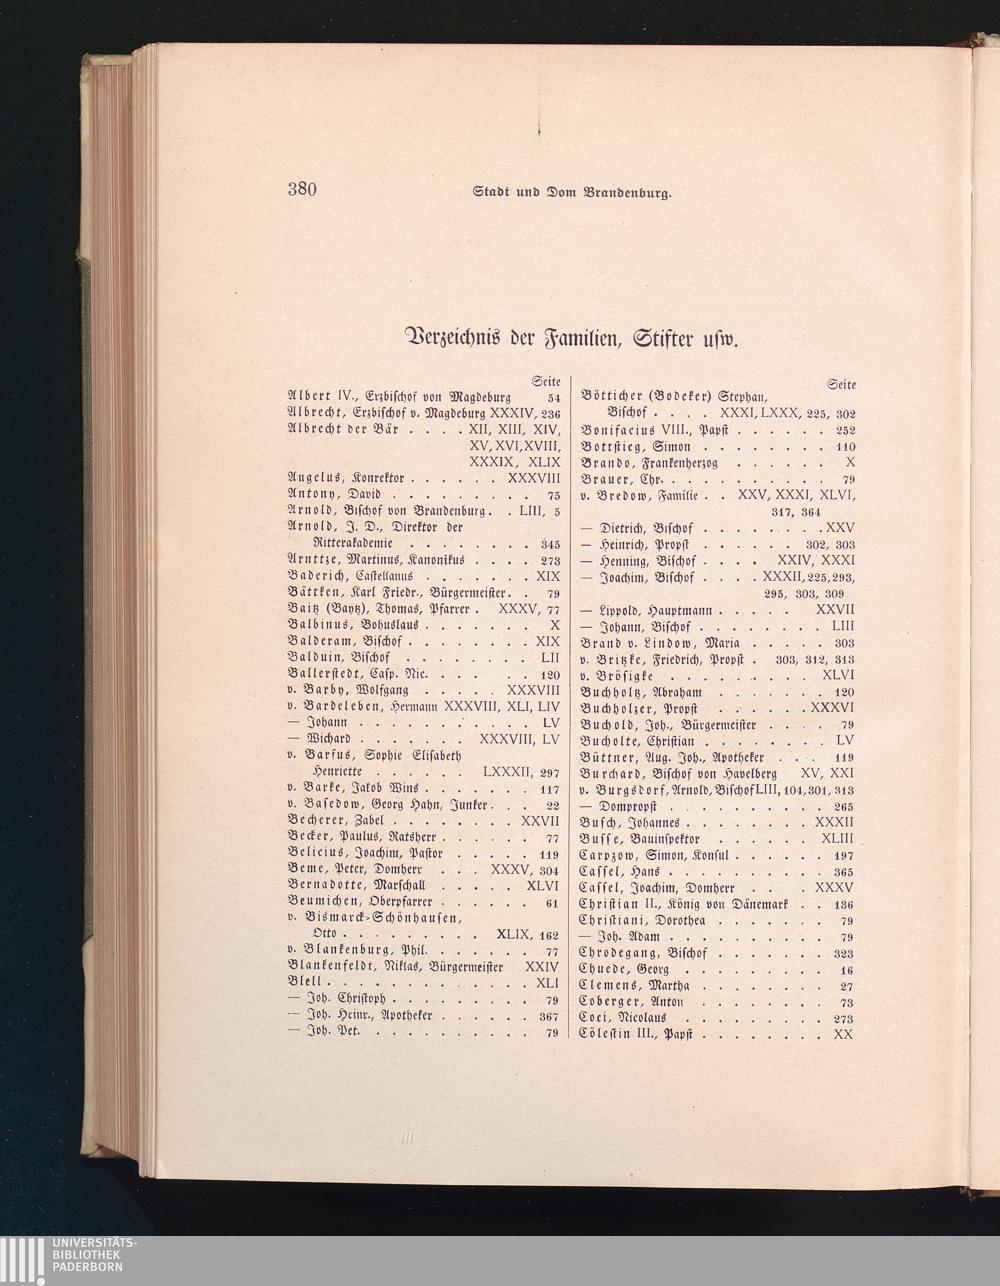 380
Stadt und Dom Brandenburg.
Verzeichnis der Familien, Stifter usw.
Seite
Albert IV., Erzbischof von Magdeburg 54
Albrecht, Erzbischof v. Magdeburg XXXIV, 236
Albrecht der Bär . . . . XII, XIII, XIV,
XV, XVI, XVIII,
XXXIX, XLIX
Angelus, Konrektor . . . . . . XXXVIII
Antony, David . . . . . . . . . 75
Arnold, Bischof von Brandenburg . . LIII, 5
Arnold, J. D., Direktor der
Ritterakademie . . . . . . . . 345
Arnttze, Martinus, Kanonikus . . . . 273
Baderich, Castellanus . . . . . . . XIX
Bättken, Karl Friedr., Bürgermeister . . 79
Baitz (Baytz), Thomas, Pfarrer . XXXV, 77
Balbinus, Bohuslaus . . . . . . . X
Balderam, Bischof . . . . . . . . XIX
Balduin, Bischof . . . . . . . . LII
Ballerstedt, Casp. Nic. . . . . . 120
v. Barby, Wolfgang . . . . . XXXVIII
v. Bardeleben, Hermann XXXVIII, XLI, LIV
— Johann . . . . . . . . . . . LV
— Wichard . . . . . . . XXXVIII, LV
v. Barfus, Sophie Elisabeth
Henriette . . . . . . LXXXII, 297
v. Barke, Jakob Wins . . . . . . . 117
v. Basedow, Georg Hahn, Junker . . . 22
Becherer, Zabel . . . . . . . . XXVII
Becker, Paulus, Ratsherr . . . . . . 77
Belicius, Joachim, Pastor . . . . . 119
Beme, Peter, Domherr . . . XXXV, 304
Bernadotte, Marschall . . . . . XLVI
Beumichen, Oberpfarrer . . . . . . 61
v. Bismarck-Schönhausen,
Otto . . . . . . . . . XLIX, 162
v. Blankenburg, Phil. . . . . . . . 77
Blankenfeldt, Niklas, Bürgermeister XXIV
Blell . . . . . . . . . . . . . . XLI
— Joh. Christoph . . . . . . . . . 79
— Joh. Heinr., Apotheker . . . . . . 367
— Joh. Pet. . . . . . . . . . . 79
Seite
Bötticher (Bodeker) Stephan,
Bischof . . . . XXXI, LXXX, 225, 302
Bonifacius VIII., Papst . . . . . . 252
Bottstieg, Simon . . . . . . . . 110
Brando, Frankenherzog . . . . . . X
Brauer, Chr. . . . . . . . . . . 79
v. Bredow, Familie . . XXV, XXXI, XLVI,
317, 364
— Dietrich, Bischof . . . . . . . . XXV
— Heinrich, Propst . . . . . . 302, 303
— Henning, Bischof . . . . XXIV, XXXI
— Joachim, Bischof . . . . XXXII, 225, 293,
295, 303, 309
— Lippold, Hauptmann . . . . . XXVII
— Johann, Bischof . . . . . . . . LIII
Brand v. Lindow, Maria . . . . . 303
v. Britzke, Friedrich, Propst . 303, 312, 313
v. Brösigke . . . . . . . . . XLVI
Buchholtz, Abraham . . . . . . . 120
Buchholzer, Propst . . . . . . XXXVI
Buchold, Joh., Bürgermeister . . . . 79
Bucholte, Christian . . . . . . . . LV
Büttner, Aug. Joh., Apotheker . . . 119
Burchard, Bischof von Havelberg XV, XXI
v. Burgsdorf, Arnold, Bischof LIII, 104, 301, 313
— Dompropst . . . . . . . . . . 265
Busch, Johannes . . . . . . . . XXXII
Busse, Bauinspektor . . . . . . XLIII
Carpzow, Simon, Konsul . . . . . . 197
Cassel, Hans . . . . . . . . . . 365
Cassel, Joachim, Domherr . . . XXXV
Christian II., König von Dänemark . . 136
Christiani, Dorothea . . . . . . . 79
— Joh. Adam . . . . . . . . . . 79
Chrodegang, Bischof . . . . . . . 323
Chuede, Georg . . . . . . . . . 16
Clemens, Martha . . . . . . . . 27
Coberger, Anton . . . . . . . . 73
Coci, Nicolaus . . . . . . . . . 273
Cölestin III., Papst . . . . . . . . XX
UNIVERSITÄTS-
BIBLIOTHEK
PADERBORN